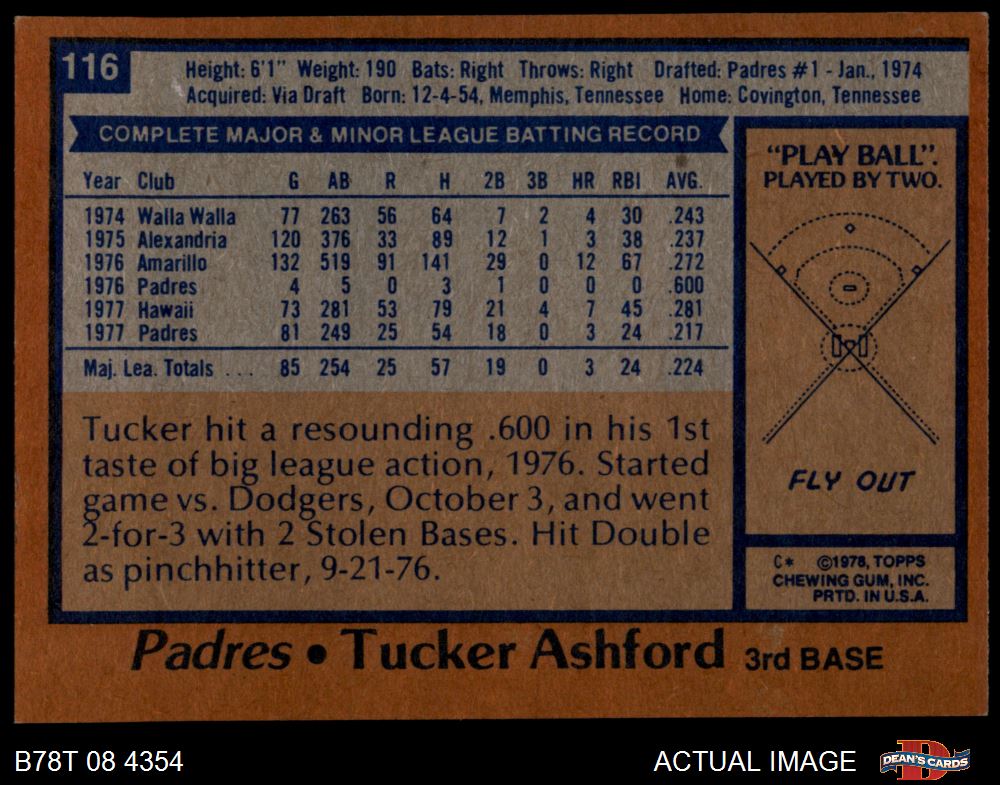 116
Height: 6'1" Weight: 190 Bats: Right Throws: Right Drafted: Padres #1 - Jan., 1974
Acquired: Via Draft Born: 12-4-54, Memphis, Tennessee Home: Covington, Tennessee
COMPLETE MAJOR & MINOR LEAGUE BATTING RECORD
Year Club G AB R H 2B 3B HR RBI AVG.
1974 Walla Walla 77 263 56 64 7 2 4 30 .243
1975 Alexandria 120 376 33 89 12 1 3 38 .237
1976 Amarillo 132 519 91 141 29 0 12 67 .272
1976 Padres 4 5 0 3 1 0 0 0 .600
1977 Hawaii 73 281 53 79 21 4 7 45 .281
1977 Padres 81 249 25 54 18 0 3 24 .217
Maj. Lea. Totals . . . 85 254 25 57 19 0 3 24 .224
Tucker hit a resounding .600 in his 1st
taste of big league action, 1976. Started
game vs. Dodgers, October 3, and went
2-for-3 with 2 Stolen Bases. Hit Double
as pinchhitter, 9-21-76.
"PLAY BALL".
PLAYED BY TWO.
FLY OUT
C* ©1978, TOPPS
CHEWING GUM, INC.
PRTD. IN U.S.A.
Padres • Tucker Ashford 3rd BASE
B78T 08 4354
ACTUAL IMAGE
D
DEAN'S CARDS